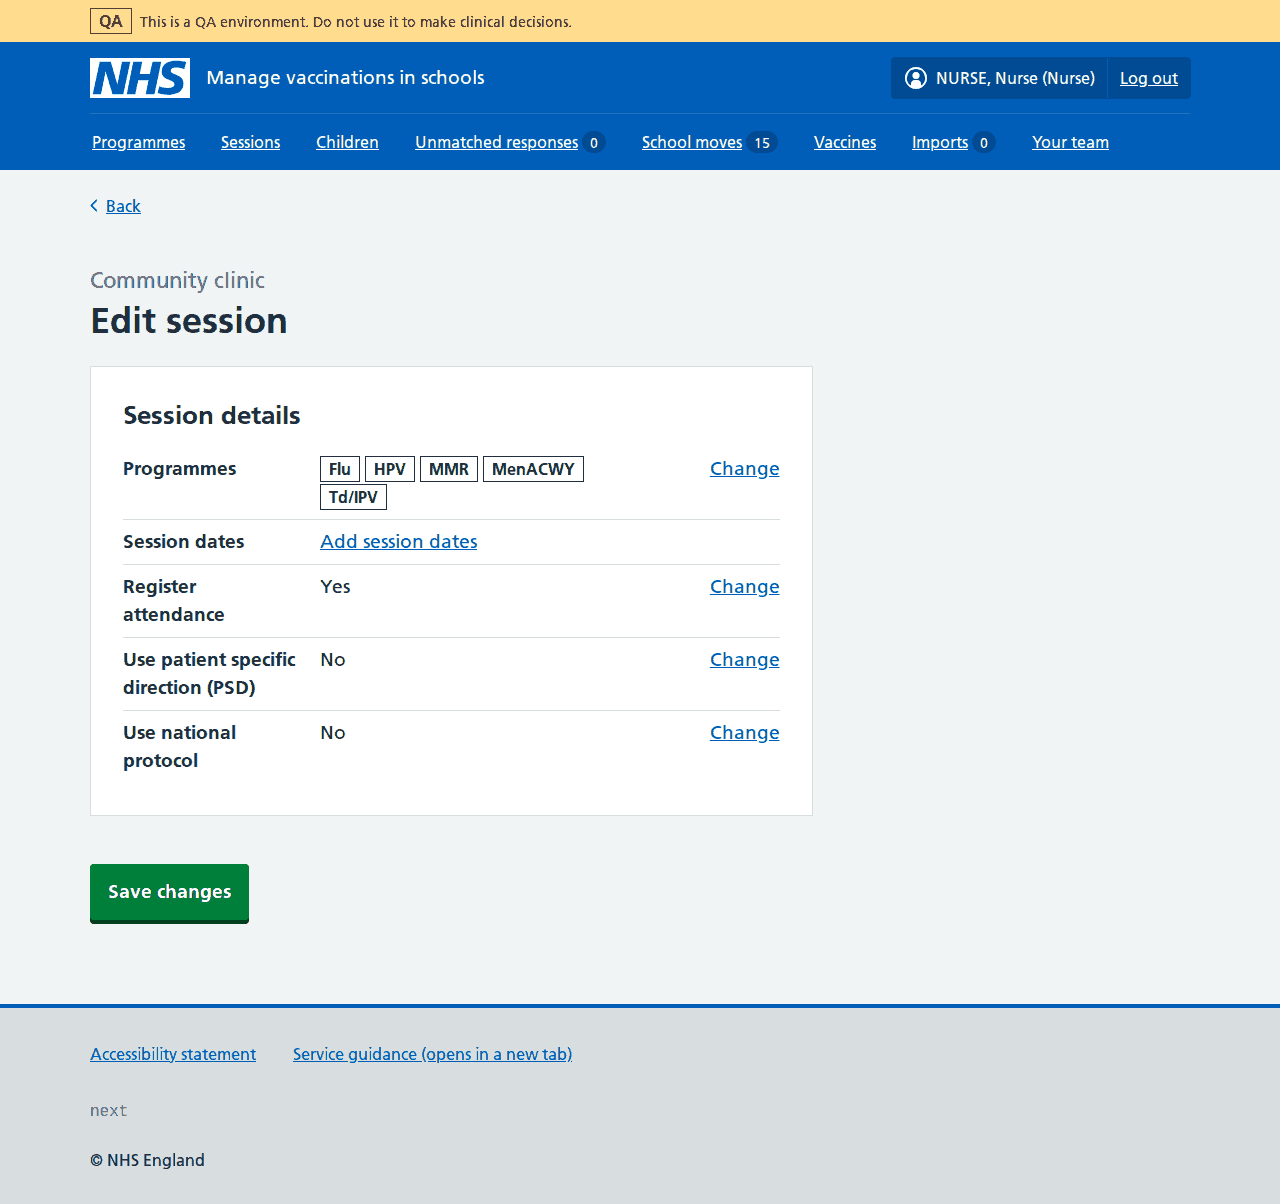 QA This is a QA environment. Do not use it to make clinical decisions.
NHS Manage vaccinations in schools NURSE, Nurse (Nurse) Log out
Programmes Sessions Children Unmatched responses 0 School moves 15 Vaccines Imports 0 Your team
Back
Community clinic
Edit session
Session details
Programmes Flu HPV MMR MenACWY Change
Td/IPV
Session dates Add session dates
Register Yes Change
attendance
Use patient specific No Change
direction (PSD)
Use national No Change
protocol
Save changes
Accessibility statement Service guidance (opens in a new tab)
next
© NHS England